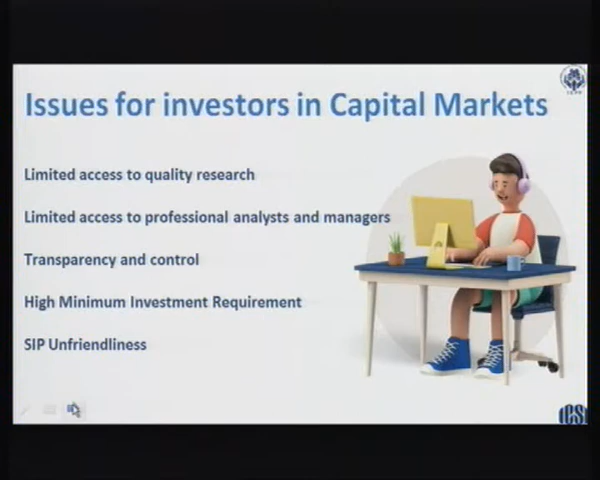 Issues for investors in Capital Markets
Limited access to quality research
Limited access to professional analysts and managers
Transparency and control
High Minimum Investment Requirement
SIP Unfriendliness